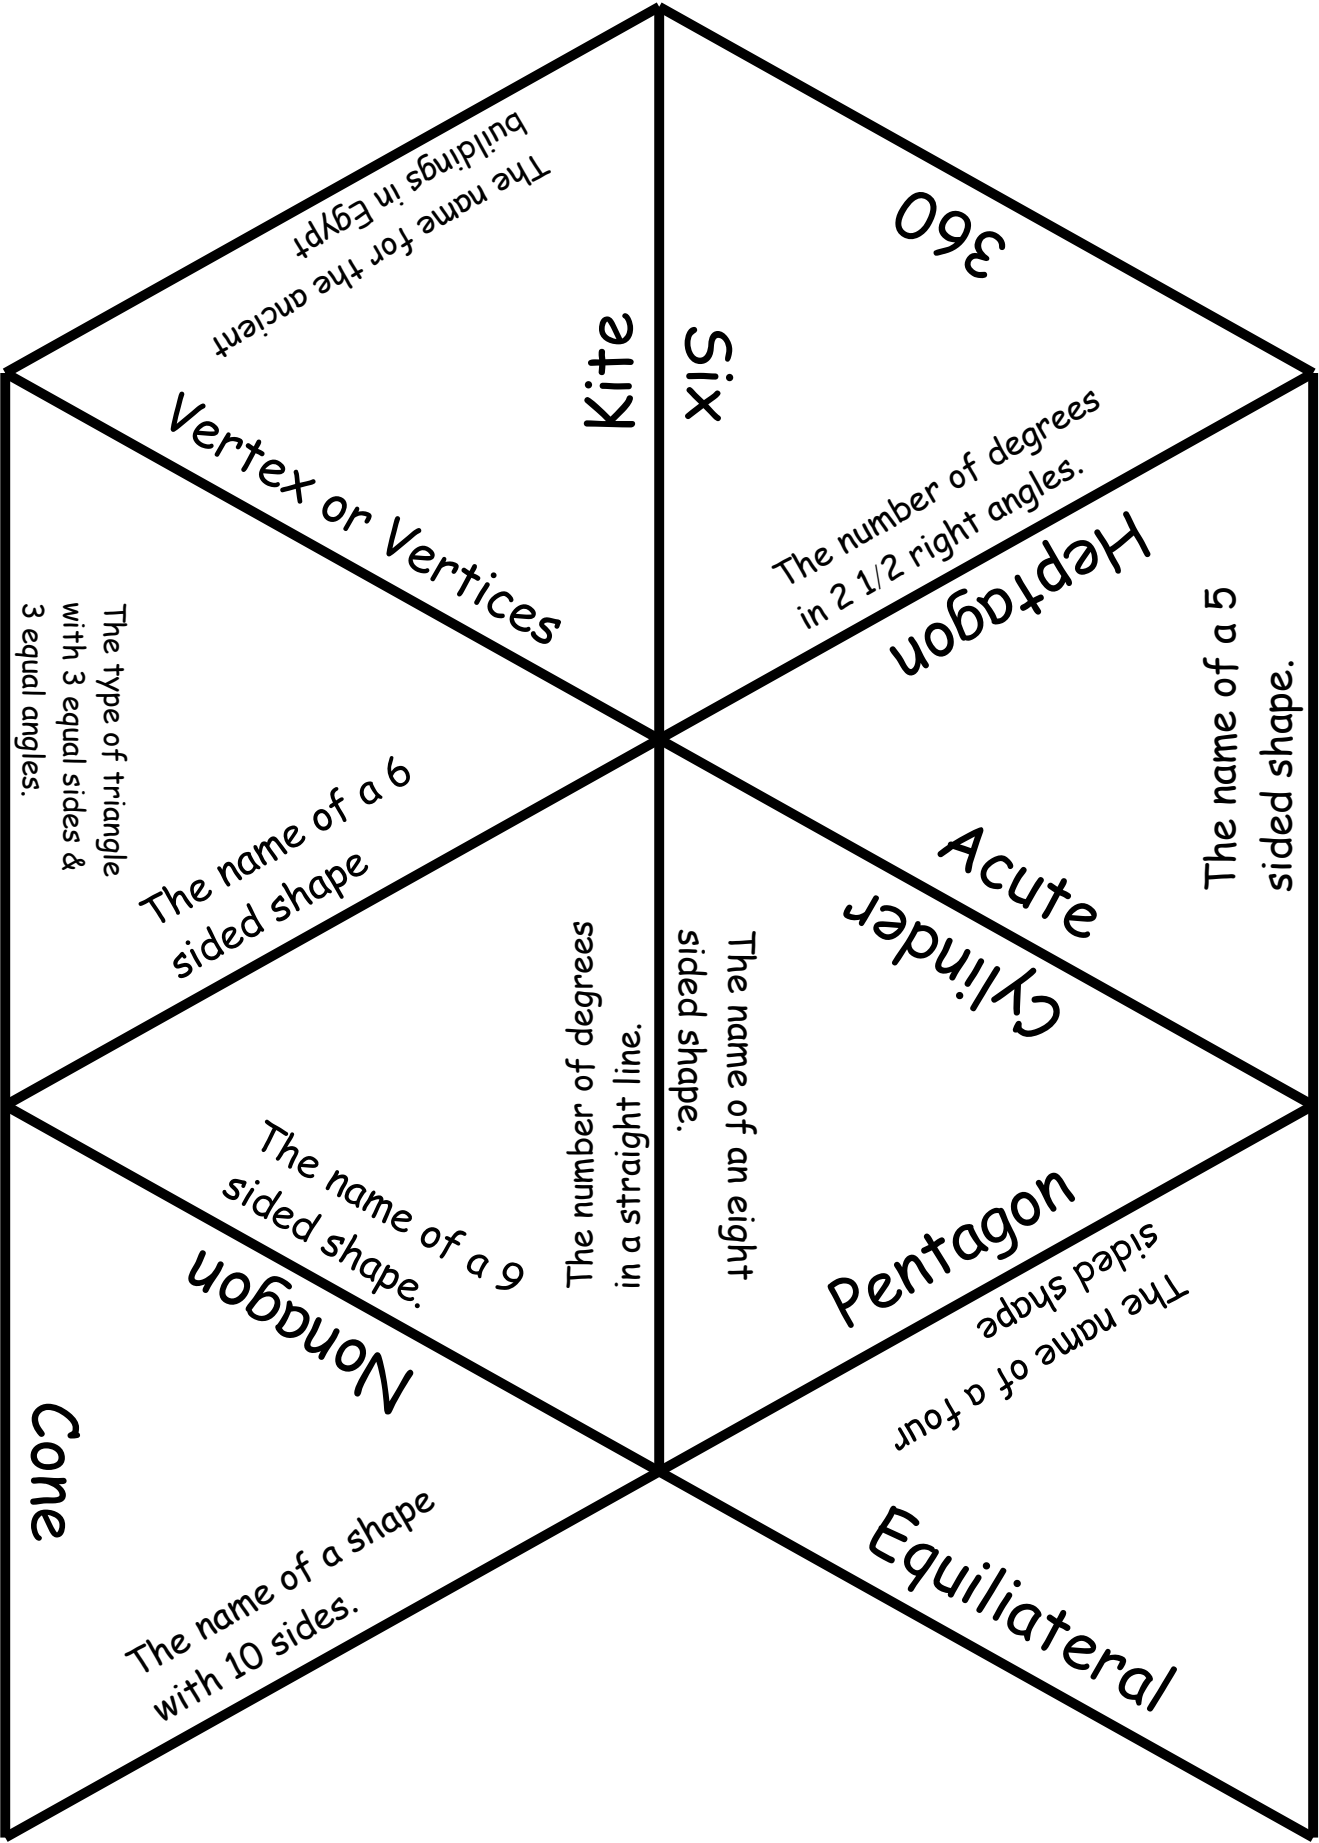 The name for the ancient
buildings in Egypt
360
Kite
Six
Vertex or Vertices
The number of degrees
in 2 1/2 right angles.
Heptagon
The type of triangle
with 3 equal sides &
3 equal angles.
The name of a 5
sided shape.
The name of a 6
sided shape
Acute
Cylinder
The number of degrees
in a straight line.
The name of an eight
sided shape.
The name of a 9
sided shape.
Pentagon
Nonagon
The name of a four
sided shape
Cone
The name of a shape
with 10 sides.
Equiliateral